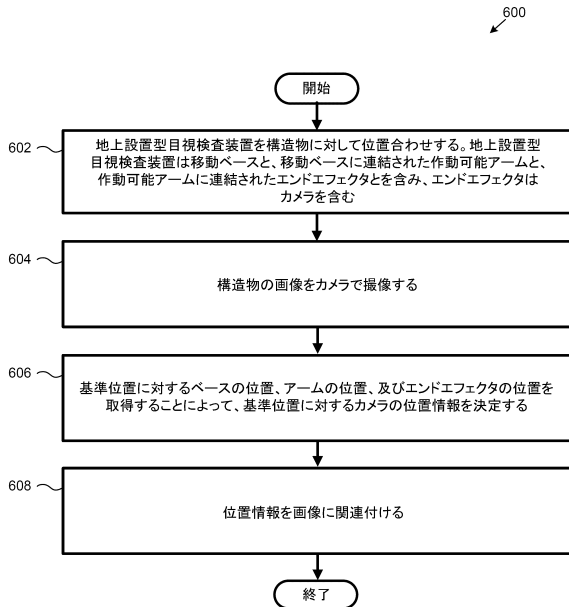 600
開始
602
地上設置型目視検査装置を構造物に対して位置合わせする。地上設置型
目視検査装置は移動ベースと、移動ベースに連結された作動可能アームと、
作動可能アームに連結されたエンドエフェクタとを含み、エンドエフェクタは
カメラを含む
604
構造物の画像をカメラで撮像する
606
基準位置に対するベースの位置、アームの位置、及びエンドエフェクタの位置を
取得することによって、基準位置に対するカメラの位置情報を決定する
608
位置情報を画像に関連付ける
終了